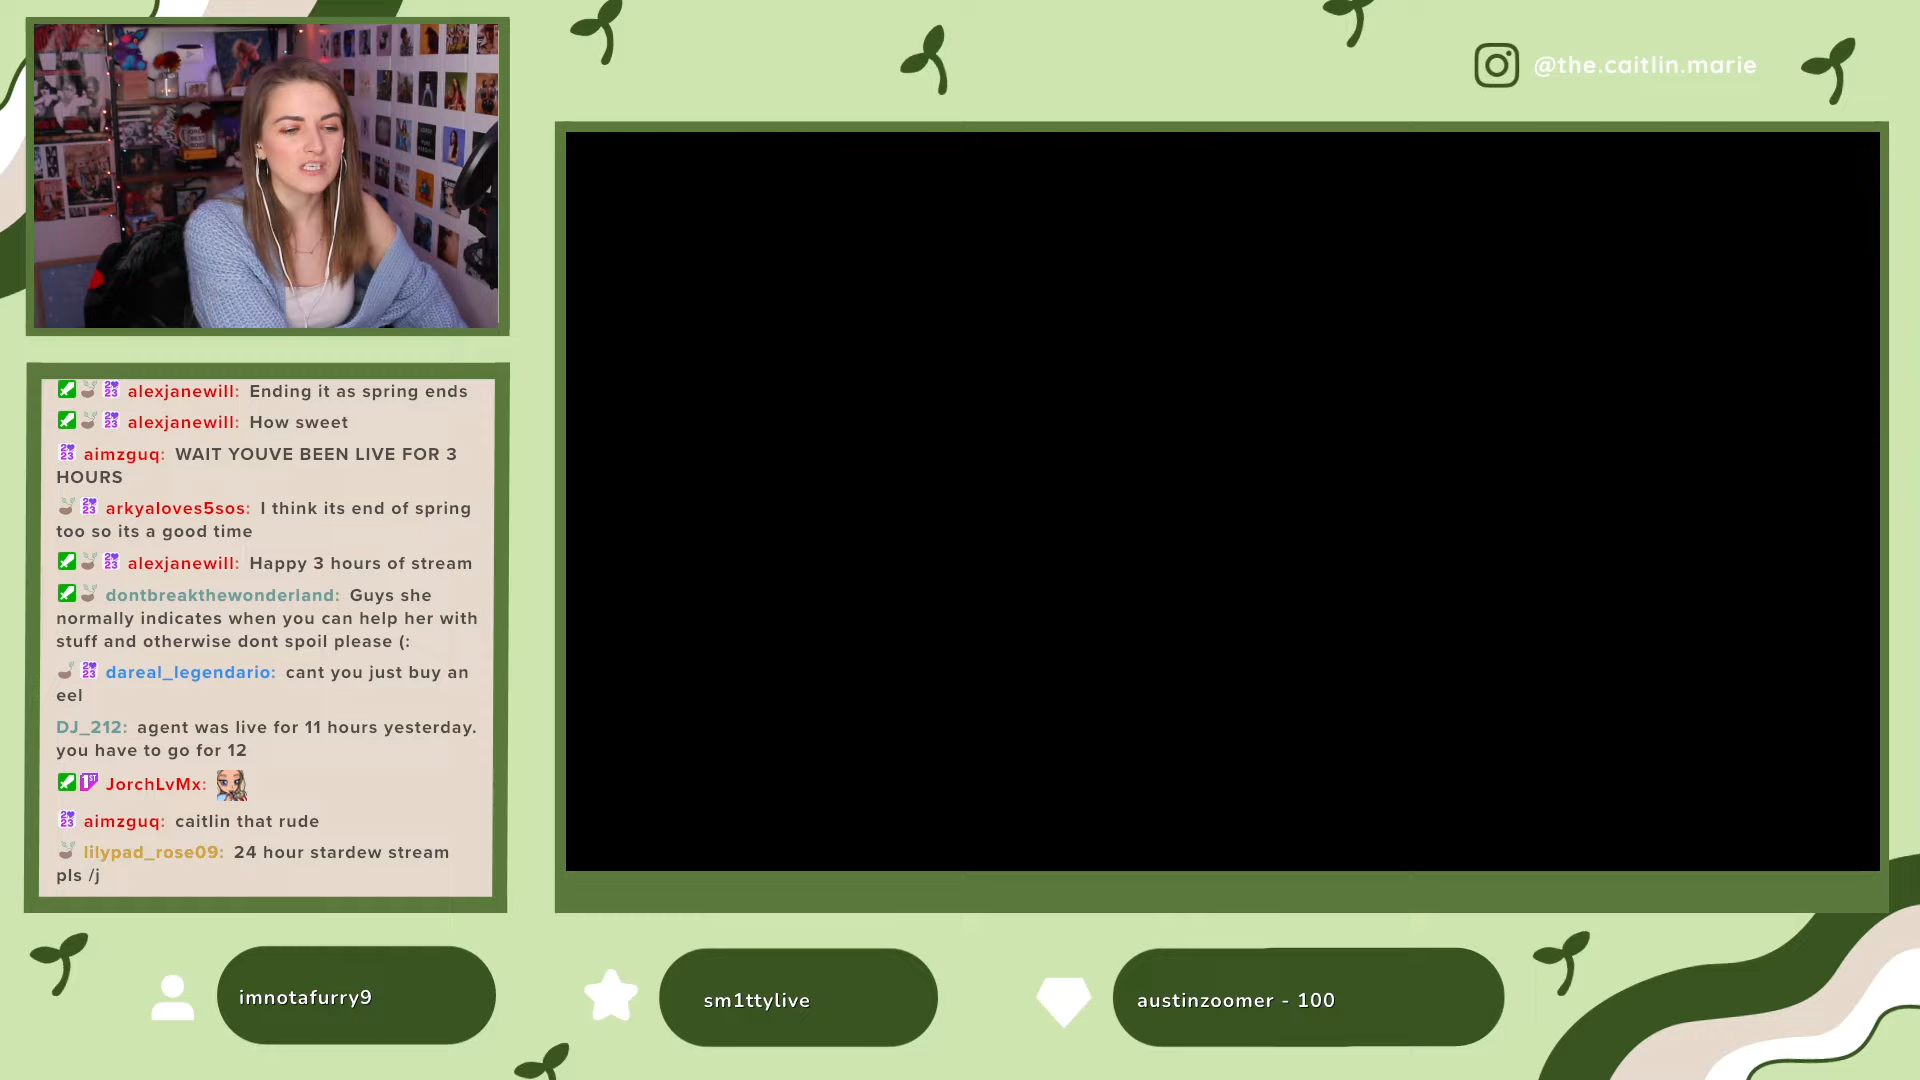 @the.caitlin.marie
alexjanewill: Ending it as spring ends
alexjanewill: How sweet
aimzguq: WAIT YOUVE BEEN LIVE FOR 3
HOURS
arkyaloves5sos: I think its end of spring
too so its a good time
alexjanewill: Happy 3 hours of stream
dontbreakthewonderland: Guys she
normally indicates when you can help her with
stuff and otherwise dont spoil please (:
dareal_legendario: cant you just buy an
eel
DJ_212: agent was live for 11 hours yesterday.
you have to go for 12
JorchLvMx:
aimzguq: caitlin that rude
lilypad_rose09: 24 hour stardew stream
pls /j
imnotafurry9
sm1ttylive
austinzoomer - 100